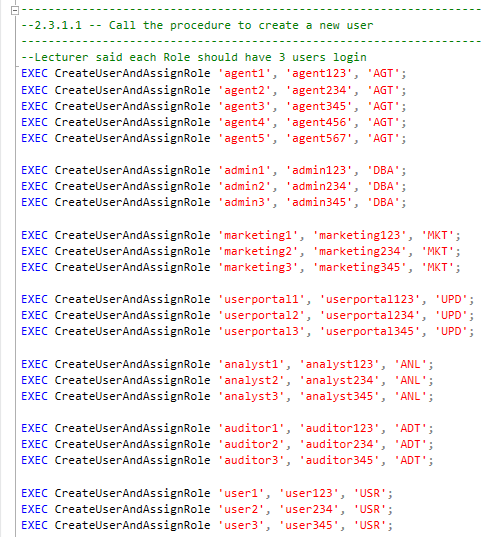 --2.3.1.1 -- Call the procedure to create a new user
--Lecturer said each Role should have 3 users login
EXEC CreateUserAndAssignRole 'agent1', 'agent123', 'AGT';
EXEC CreateUserAndAssignRole 'agent2', 'agent234', 'AGT';
EXEC CreateUserAndAssignRole 'agent3', 'agent345', 'AGT';
EXEC CreateUserAndAssignRole 'agent4', 'agent456', 'AGT';
EXEC CreateUserAndAssignRole 'agent5', 'agent567', 'AGT';
EXEC CreateUserAndAssignRole 'admin1', 'admin123', 'DBA';
EXEC CreateUserAndAssignRole 'admin2', 'admin234', 'DBA';
EXEC CreateUserAndAssignRole 'admin3', 'admin345', 'DBA';
EXEC CreateUserAndAssignRole 'marketing1', 'marketing123', 'MKT';
EXEC CreateUserAndAssignRole 'marketing2', 'marketing234', 'MKT';
EXEC CreateUserAndAssignRole 'marketing3', 'marketing345', 'MKT';
EXEC CreateUserAndAssignRole 'userportal1', 'userportal123', 'UPD';
EXEC CreateUserAndAssignRole 'userportal2', 'userportal234', 'UPD';
EXEC CreateUserAndAssignRole 'userportal3', 'userportal345', 'UPD';
EXEC CreateUserAndAssignRole 'analyst1', 'analyst123', 'ANL';
EXEC CreateUserAndAssignRole 'analyst2', 'analyst234', 'ANL';
EXEC CreateUserAndAssignRole 'analyst3', 'analyst345', 'ANL';
EXEC CreateUserAndAssignRole 'auditor1', 'auditor123', 'ADT';
EXEC CreateUserAndAssignRole 'auditor2', 'auditor234', 'ADT';
EXEC CreateUserAndAssignRole 'auditor3', 'auditor345', 'ADT';
EXEC CreateUserAndAssignRole 'user1', 'user123', 'USR';
EXEC CreateUserAndAssignRole 'user2', 'user234', 'USR';
EXEC CreateUserAndAssignRole 'user3', 'user345', 'USR';